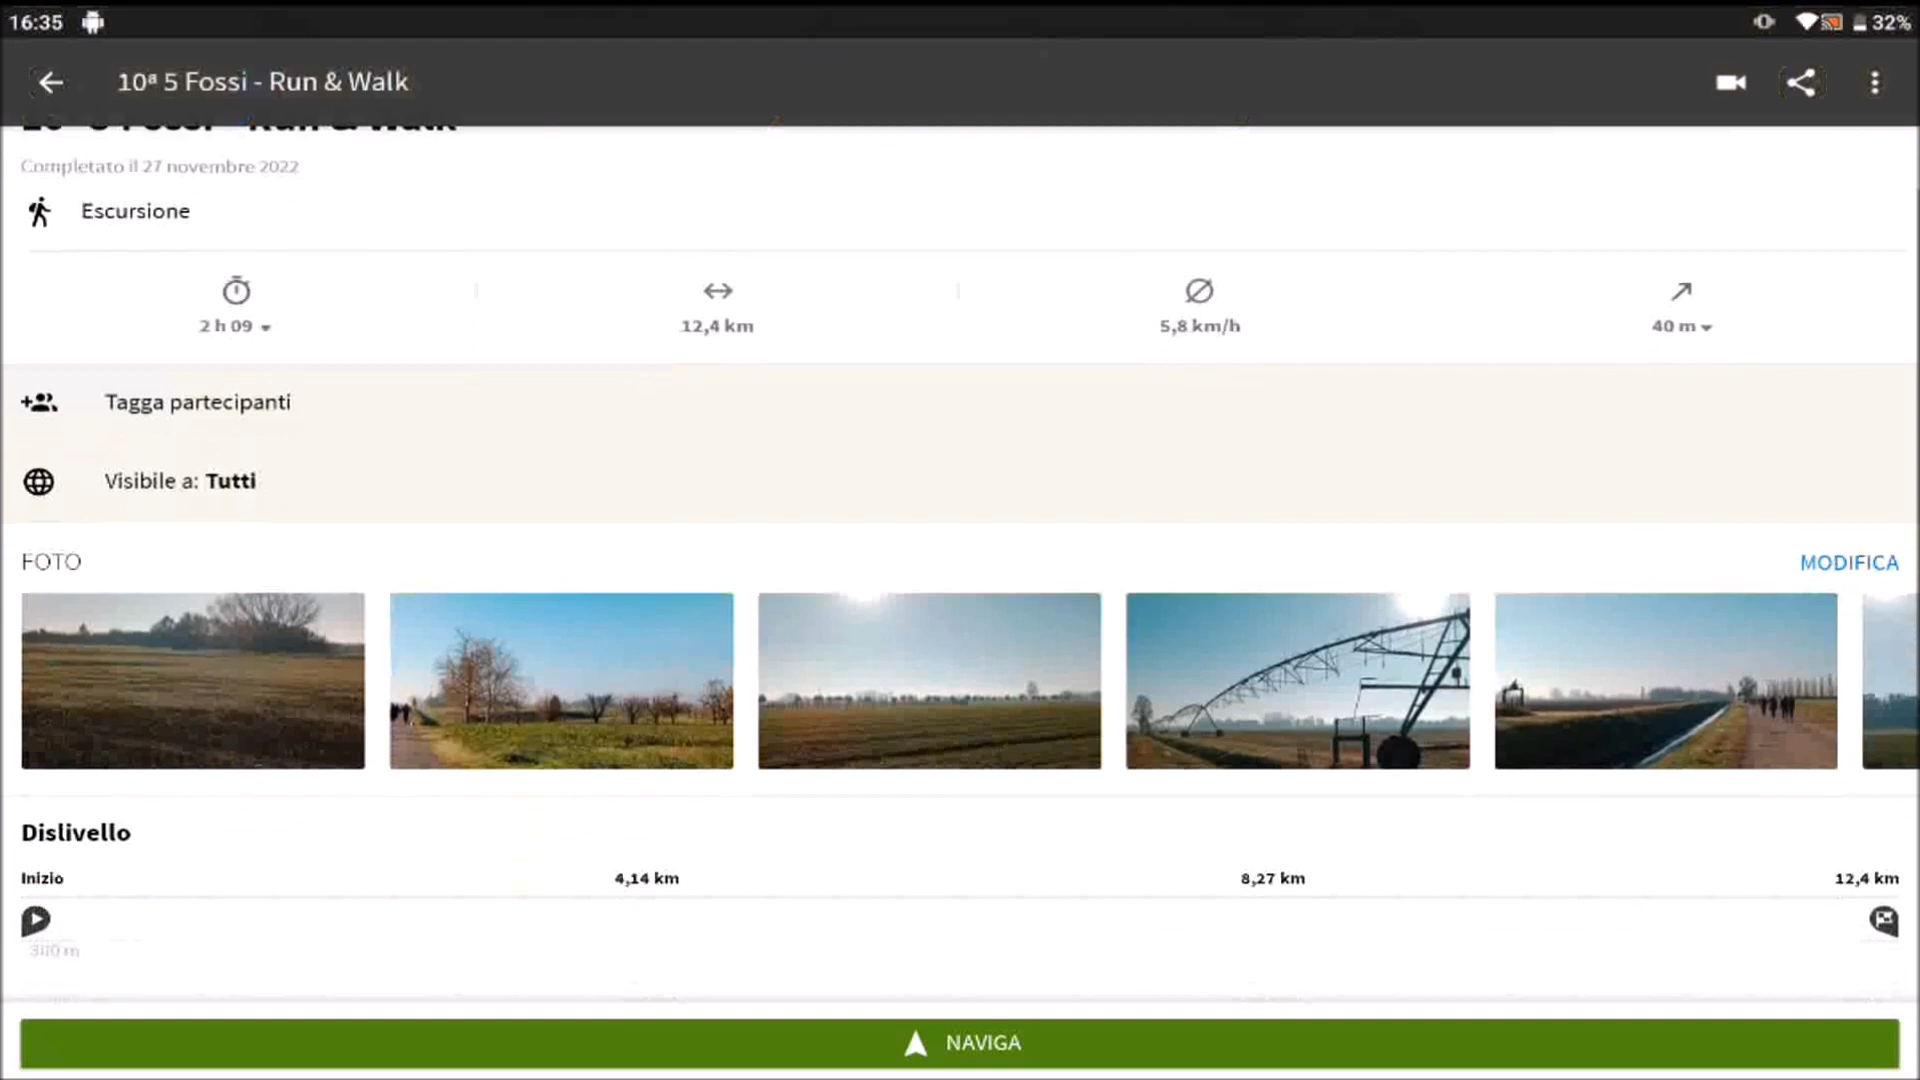 16:35
32%
10ª 5 Fossi - Run & Walk
Completato il 27 novembre 2022
Escursione
2 h 09
12,4 km
5,8 km/h
40 m
Tagga partecipanti
Visibile a: Tutti
FOTO
MODIFICA
Dislivello
Inizio
4,14 km
8,27 km
12,4 km
NAVIGA